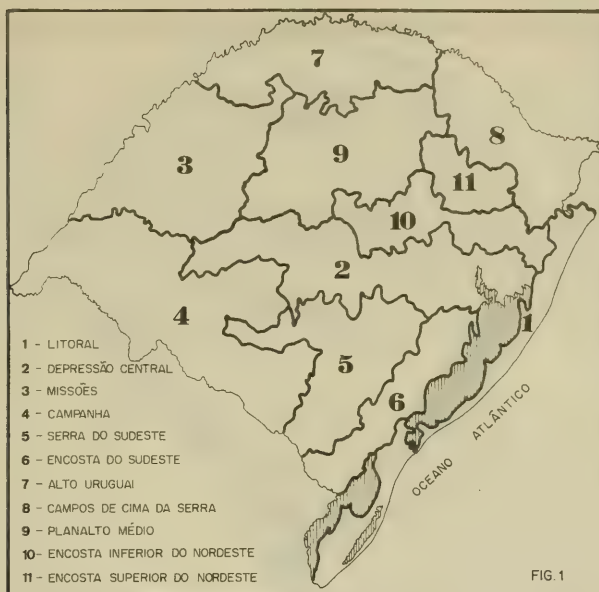 7
8
3
9
11
10
2
4
1
5
6
OCEANO ATLÂNTICO
1 - LITORAL
2 - DEPRESSÃO CENTRAL
3 - MISSÕES
4 - CAMPANHA
5 - SERRA DO SUDESTE
6 - ENCOSTA DO SUDESTE
7 - ALTO URUGUAI
8 - CAMPOS DE CIMA DA SERRA
9 - PLANALTO MÉDIO
10- ENCOSTA INFERIOR DO NORDESTE
11 - ENCOSTA SUPERIOR DO NORDESTE
FIG. 1